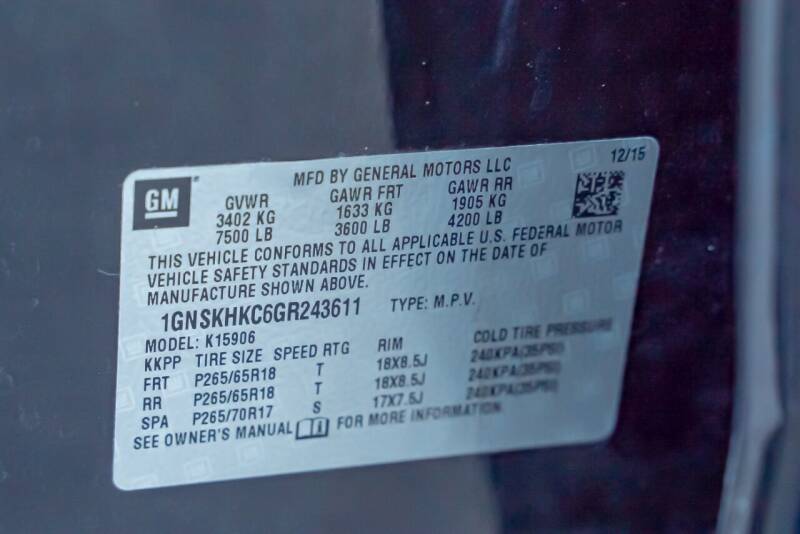 MFD BY GENERAL MOTORS LLC 12/15
GM
GVWR GAWR FRT GAWR RR
3402 KG 1633 KG 1905 KG
7500 LB 3600 LB 4200 LB
THIS VEHICLE CONFORMS TO ALL APPLICABLE U.S. FEDERAL MOTOR
VEHICLE SAFETY STANDARDS IN EFFECT ON THE DATE OF
MANUFACTURE SHOWN ABOVE.
1GNSKHKC6GR243611 TYPE: M.P.V.
MODEL: K15906
KKPP TIRE SIZE SPEED RTG RIM COLD TIRE PRESSURE
FRT P265/65R18 T 18X8.5J 240KPA(35PSI)
RR P265/65R18 T 18X8.5J 240KPA(35PSI)
SPA P265/70R17 S 17X7.5J 240KPA(35PSI)
SEE OWNER'S MANUAL FOR MORE INFORMATION